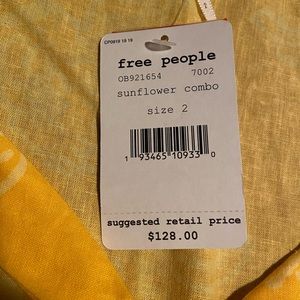 CP0919 18 19
free people
OB921654 7002
sunflower combo
size 2
1 93465 10933 0
suggested retail price
$128.00